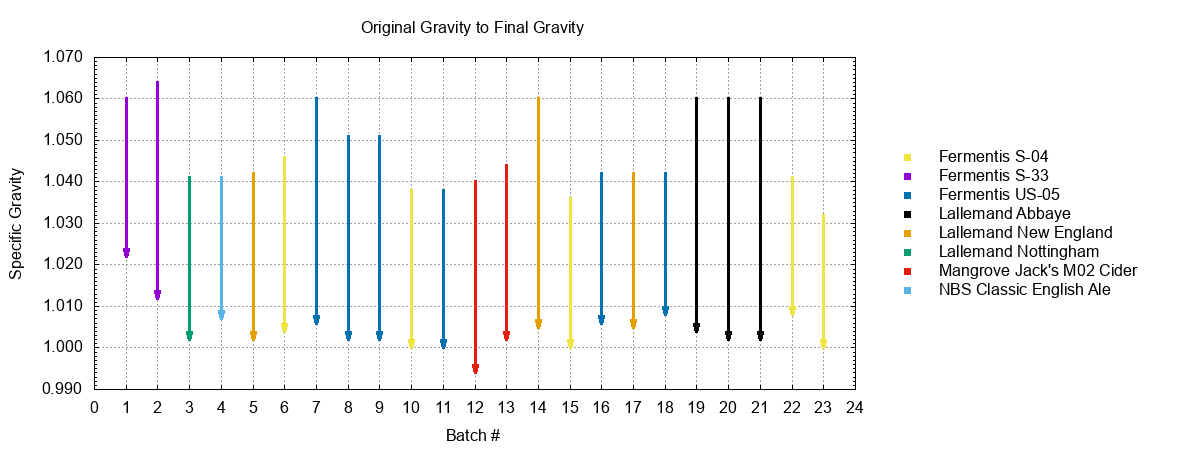 Original Gravity to Final Gravity
1.070
1.060
1.050
1.040
1.030
1.020
1.010
1.000
0.990
Specific Gravity
0 1 2 3 4 5 6 7 8 9 10 11 12 13 14 15 16 17 18 19 20 21 22 23 24
Batch #
Fermentis S-04
Fermentis S-33
Fermentis US-05
Lallemand Abbaye
Lallemand New England
Lallemand Nottingham
Mangrove Jack's M02 Cider
NBS Classic English Ale